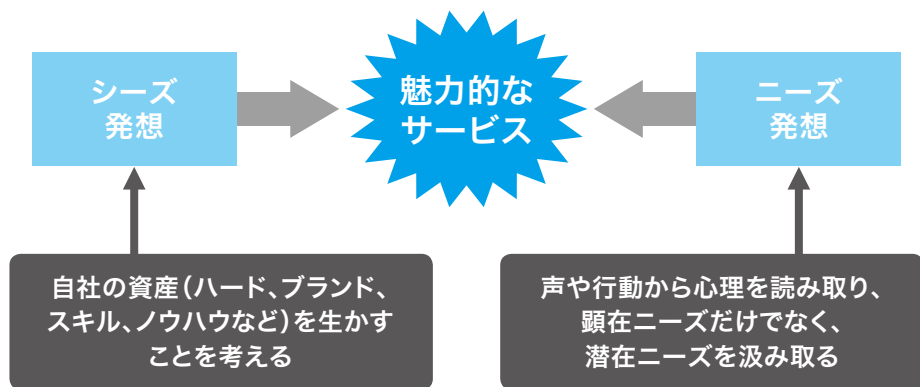 シーズ
発想
魅力的な
サービス
ニーズ
発想
自社の資産(ハード、ブランド、
スキル、ノウハウなど)を生かす
ことを考える
声や行動から心理を読み取り、
顕在ニーズだけでなく、
潜在ニーズを汲み取る